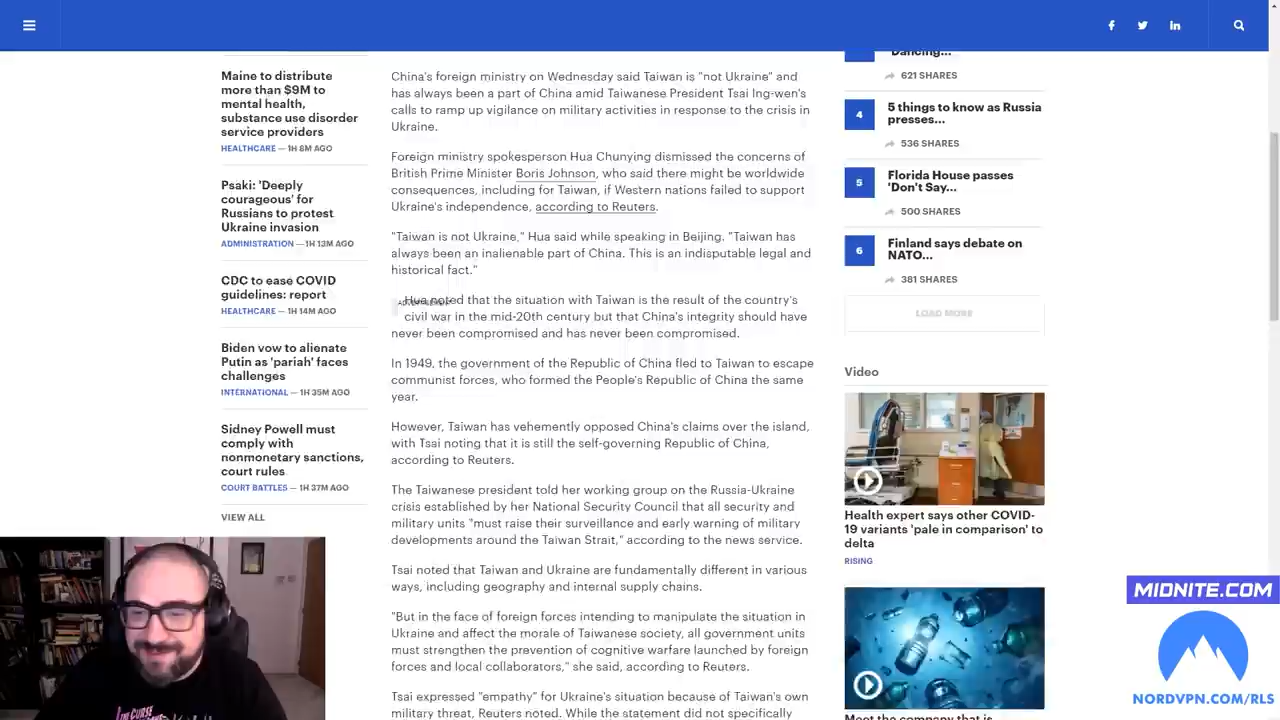 Maine to distribute
more than $9M to
mental health,
substance use disorder
service providers
HEALTHCARE — 1H 8M AGO
Psaki: 'Deeply
courageous' for
Russians to protest
Ukraine invasion
ADMINISTRATION — 1H 13M AGO
CDC to ease COVID
guidelines: report
HEALTHCARE — 1H 14M AGO
Biden vow to alienate
Putin as 'pariah' faces
challenges
INTERNATIONAL — 1H 35M AGO
Sidney Powell must
comply with
nonmonetary sanctions,
court rules
COURT BATTLES — 1H 37M AGO
VIEW ALL
China's foreign ministry on Wednesday said Taiwan is "not Ukraine" and
has always been a part of China amid Taiwanese President Tsai Ing-wen's
calls to ramp up vigilance on military activities in response to the crisis in
Ukraine.
Foreign ministry spokesperson Hua Chunying dismissed the concerns of
British Prime Minister Boris Johnson, who said there might be worldwide
consequences, including for Taiwan, if Western nations failed to support
Ukraine's independence, according to Reuters.
"Taiwan is not Ukraine," Hua said while speaking in Beijing. "Taiwan has
always been an inalienable part of China. This is an indisputable legal and
historical fact."
Hua noted that the situation with Taiwan is the result of the country's
civil war in the mid-20th century but that China's integrity should have
never been compromised and has never been compromised.
In 1949, the government of the Republic of China fled to Taiwan to escape
communist forces, who formed the People's Republic of China the same
year.
However, Taiwan has vehemently opposed China's claims over the island,
with Tsai noting that it is still the self-governing Republic of China,
according to Reuters.
The Taiwanese president told her working group on the Russia-Ukraine
crisis established by her National Security Council that all security and
military units "must raise their surveillance and early warning of military
developments around the Taiwan Strait," according to the news service.
Tsai noted that Taiwan and Ukraine are fundamentally different in various
ways, including geography and internal supply chains.
"But in the face of foreign forces intending to manipulate the situation in
Ukraine and affect the morale of Taiwanese society, all government units
must strengthen the prevention of cognitive warfare launched by foreign
forces and local collaborators," she said, according to Reuters.
Tsai expressed "empathy" for Ukraine's situation because of Taiwan's own
military threat, Reuters noted. While the statement did not specifically
Dancing...
621 SHARES
4
5 things to know as Russia
presses...
536 SHARES
5
Florida House passes
'Don't Say...
500 SHARES
6
Finland says debate on
NATO...
381 SHARES
LOAD MORE
Video
Health expert says other COVID-
19 variants 'pale in comparison' to
delta
RISING
Meet the company that is
MIDNITE.COM
NORDVPN.COM/RLS